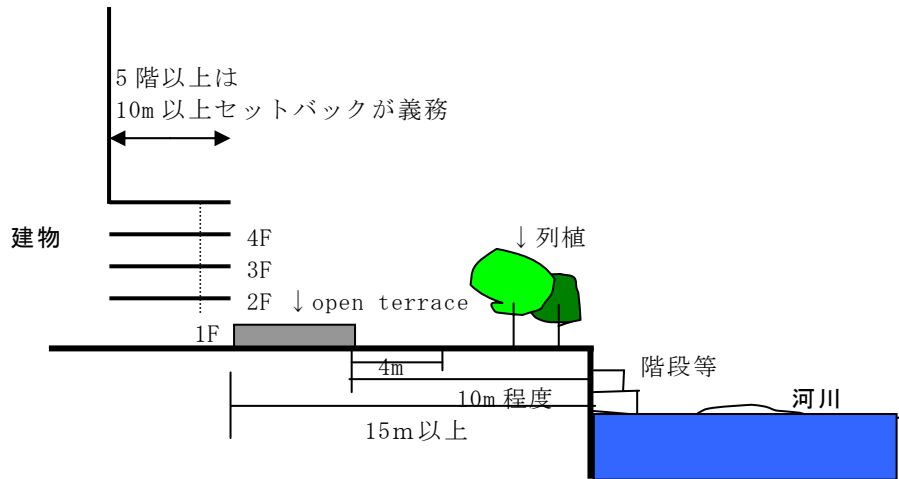 5階以上は
10m以上セットバックが義務
建物
4F
↓列植
3F
2F ↓open terrace
1F
4m
階段等
10m程度
河川
15m以上